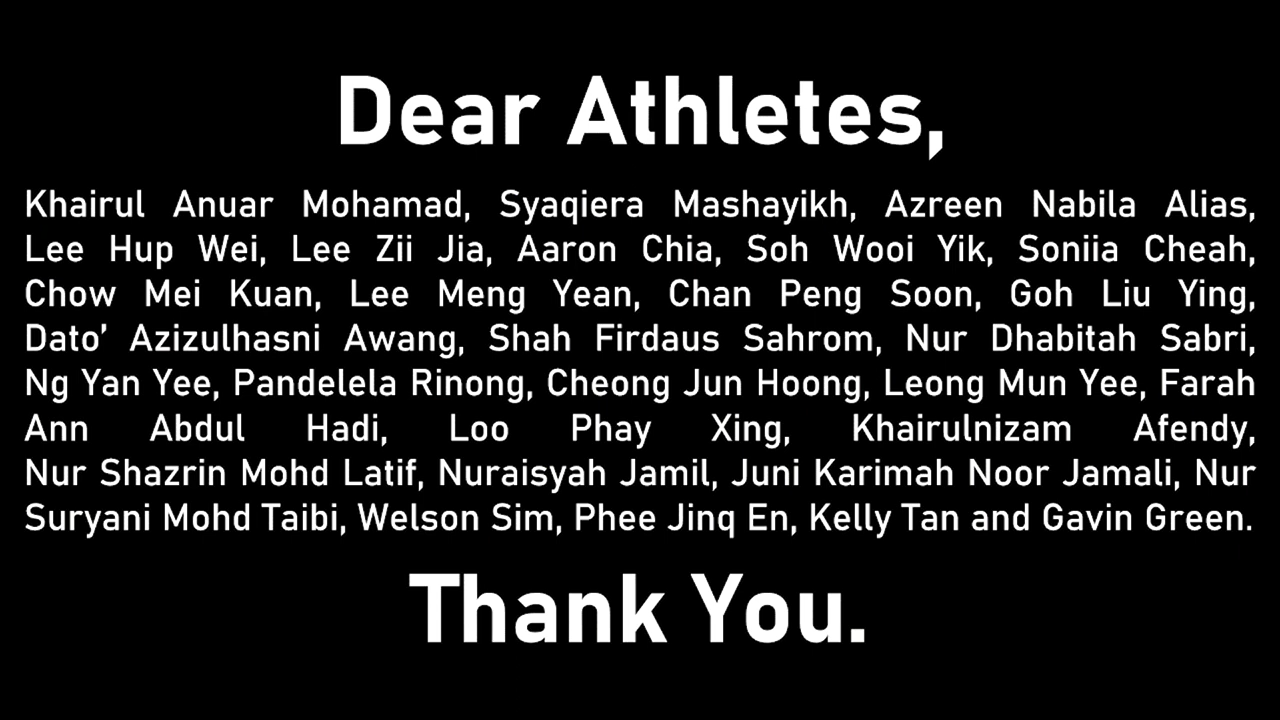 Dear Athletes,
Khairul Anuar Mohamad, Syaqiera Mashayikh, Azreen Nabila Alias,
Lee Hup Wei, Lee Zii Jia, Aaron Chia, Soh Wooi Yik, Soniia Cheah,
Chow Mei Kuan, Lee Meng Yean, Chan Peng Soon, Goh Liu Ying,
Dato’ Azizulhasni Awang, Shah Firdaus Sahrom, Nur Dhabitah Sabri,
Ng Yan Yee, Pandelela Rinong, Cheong Jun Hoong, Leong Mun Yee, Farah
Ann Abdul Hadi, Loo Phay Xing, Khairulnizam Afendy,
Nur Shazrin Mohd Latif, Nuraisyah Jamil, Juni Karimah Noor Jamali, Nur
Suryani Mohd Taibi, Welson Sim, Phee Jinq En, Kelly Tan and Gavin Green.
Thank You.